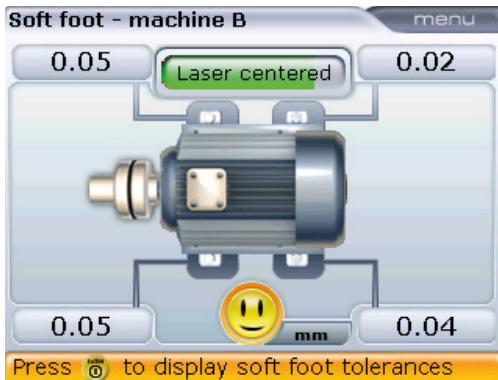 Soft foot - machine B
menu
0.05
Laser centered
0.02
0.05
mm
0.04
Press to display soft foot tolerances